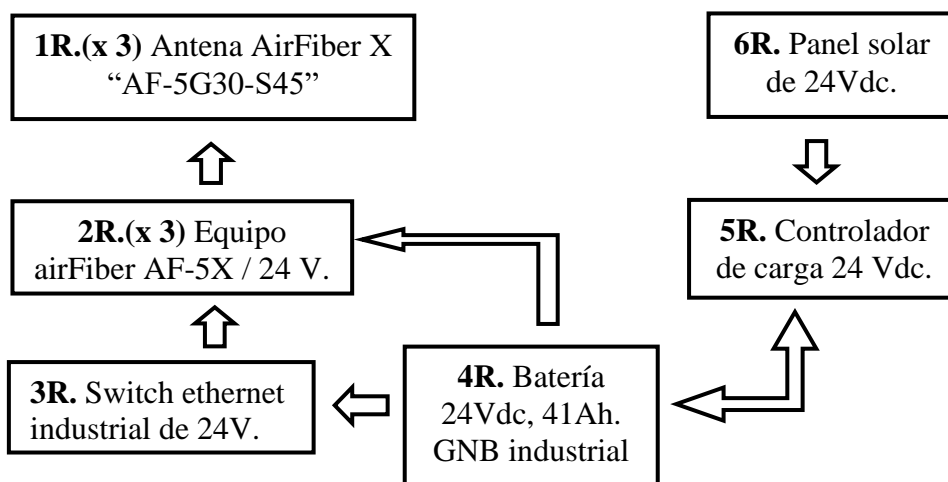 1R.(x 3) Antena AirFiber X
“AF-5G30-S45”
6R. Panel solar
de 24Vdc.
2R.(x 3) Equipo
airFiber AF-5X / 24 V.
5R. Controlador
de carga 24 Vdc.
3R. Switch ethernet
industrial de 24V.
4R. Batería
24Vdc, 41Ah.
GNB industrial